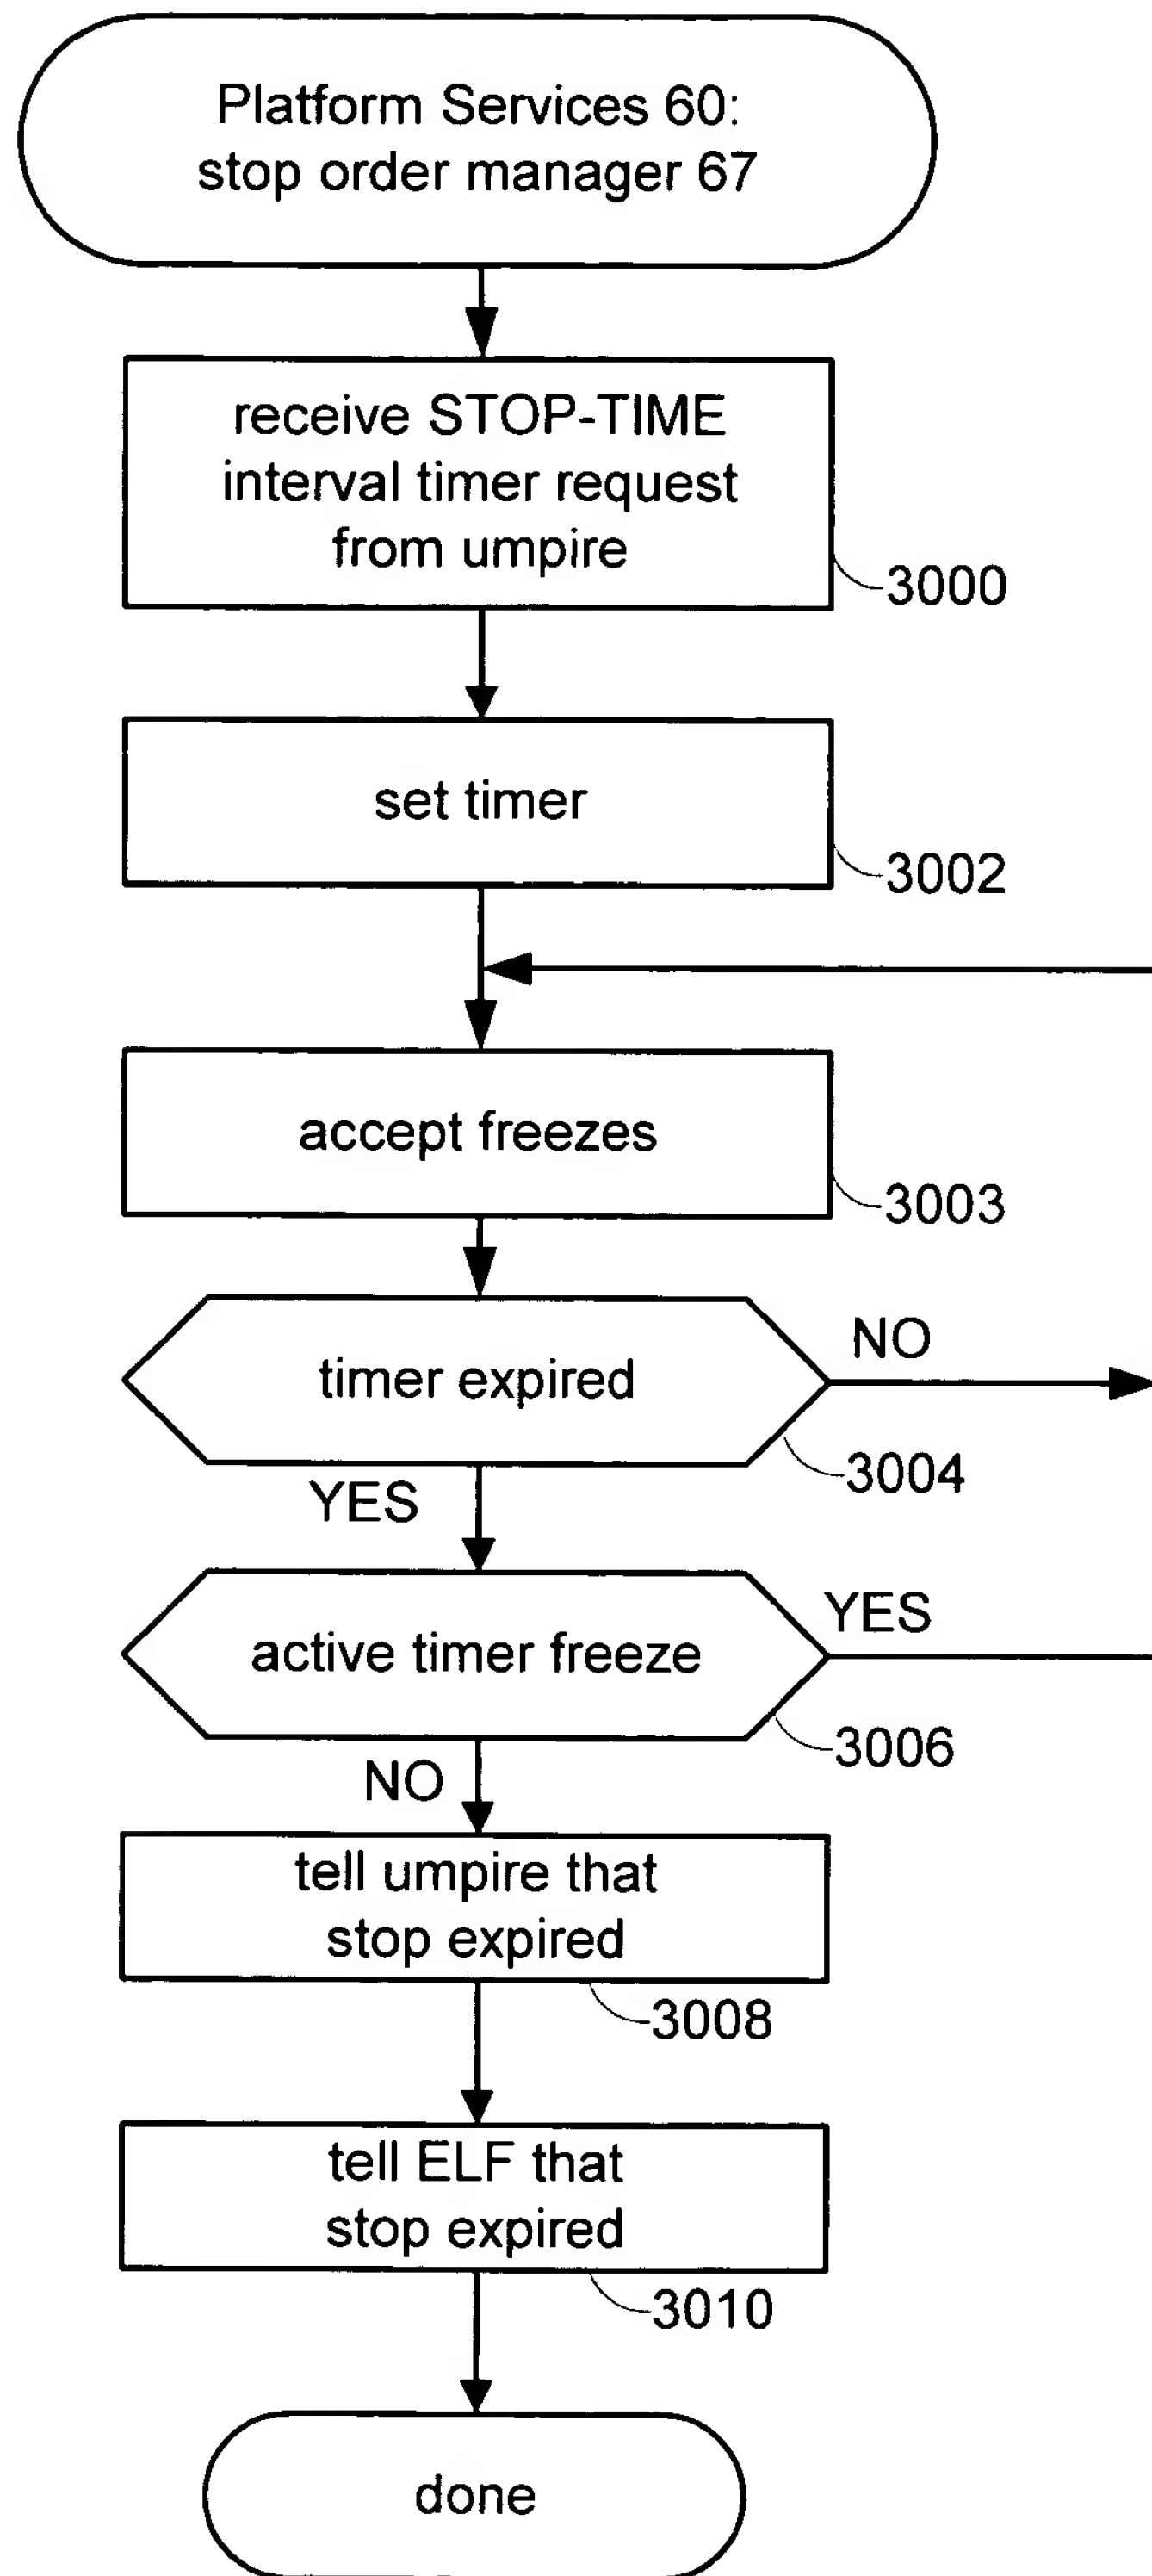 Platform Services 60:
stop order manager 67
receive STOP-TIME
interval timer request
from umpire
3000
set timer
3002
accept freezes
3003
timer expired
NO
3004
YES
active timer freeze
YES
3006
NO
tell umpire that
stop expired
3008
tell ELF that
stop expired
3010
done